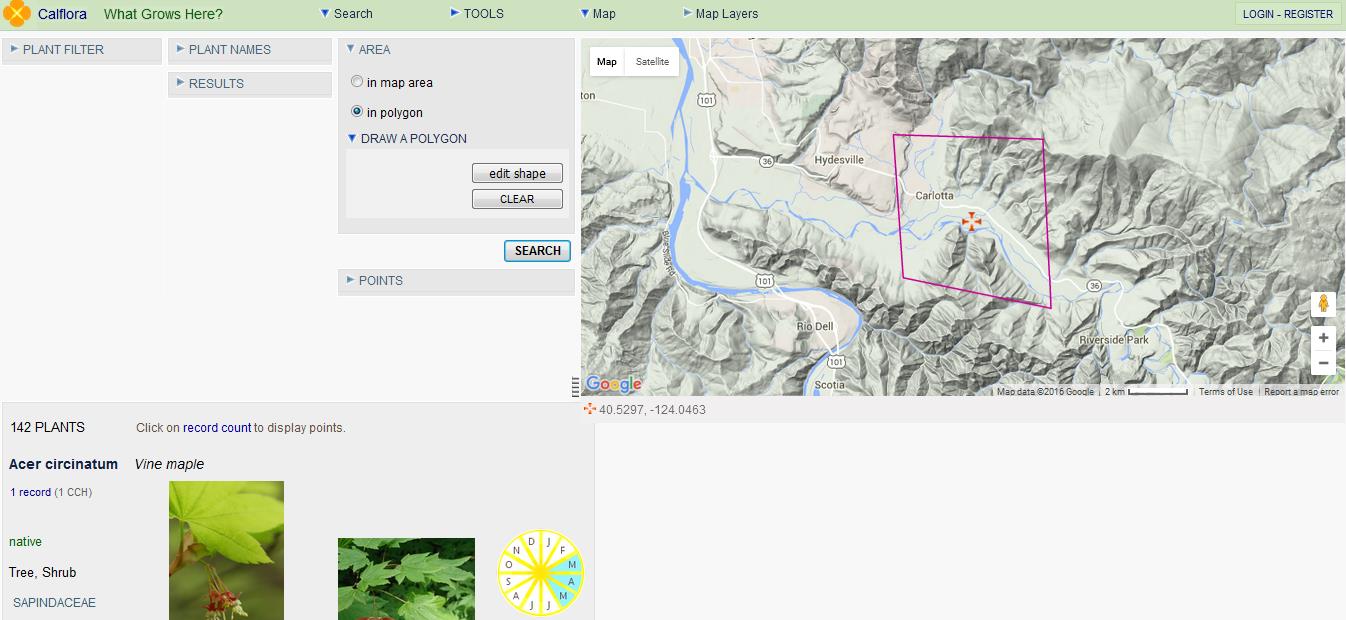 Calflora What Grows Here? Search TOOLS Map Map Layers LOGIN - REGISTER
PLANT FILTER
PLANT NAMES
RESULTS
AREA
in map area
in polygon
DRAW A POLYGON
edit shape
CLEAR
SEARCH
POINTS
Map Satellite
ton
101
36
Hydesville
Carlotta
Blue Slide Rd
101
36
Rio Dell
Riverside Park
101
Scotia
+
−
Google
Map data ©2016 Google 2 km Terms of Use Report a map error
40.5297, -124.0463
142 PLANTS Click on record count to display points.
Acer circinatum Vine maple
1 record (1 CCH)
native
Tree, Shrub
SAPINDACEAE
J F M A M J J A S O N D